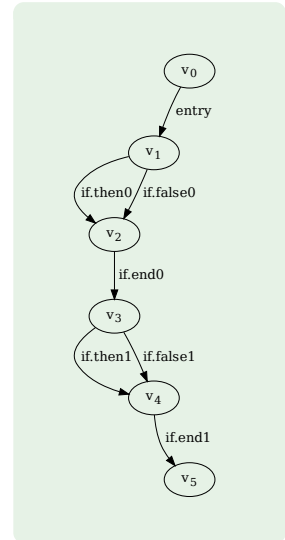 v0
entry
v1
if.then0 if.false0
v2
if.end0
v3
if.then1 if.false1
v4
if.end1
v5